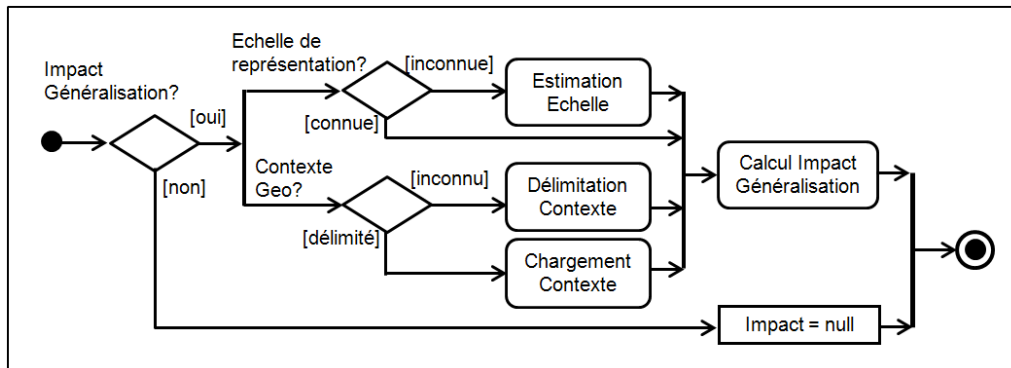 Echelle de
représentation?
[inconnue]
Impact
Généralisation?
Estimation
Echelle
[oui]
[connue]
Contexte
Geo?
[inconnu]
Calcul Impact
Généralisation
[non]
Délimitation
Contexte
[délimité]
Chargement
Contexte
Impact = null